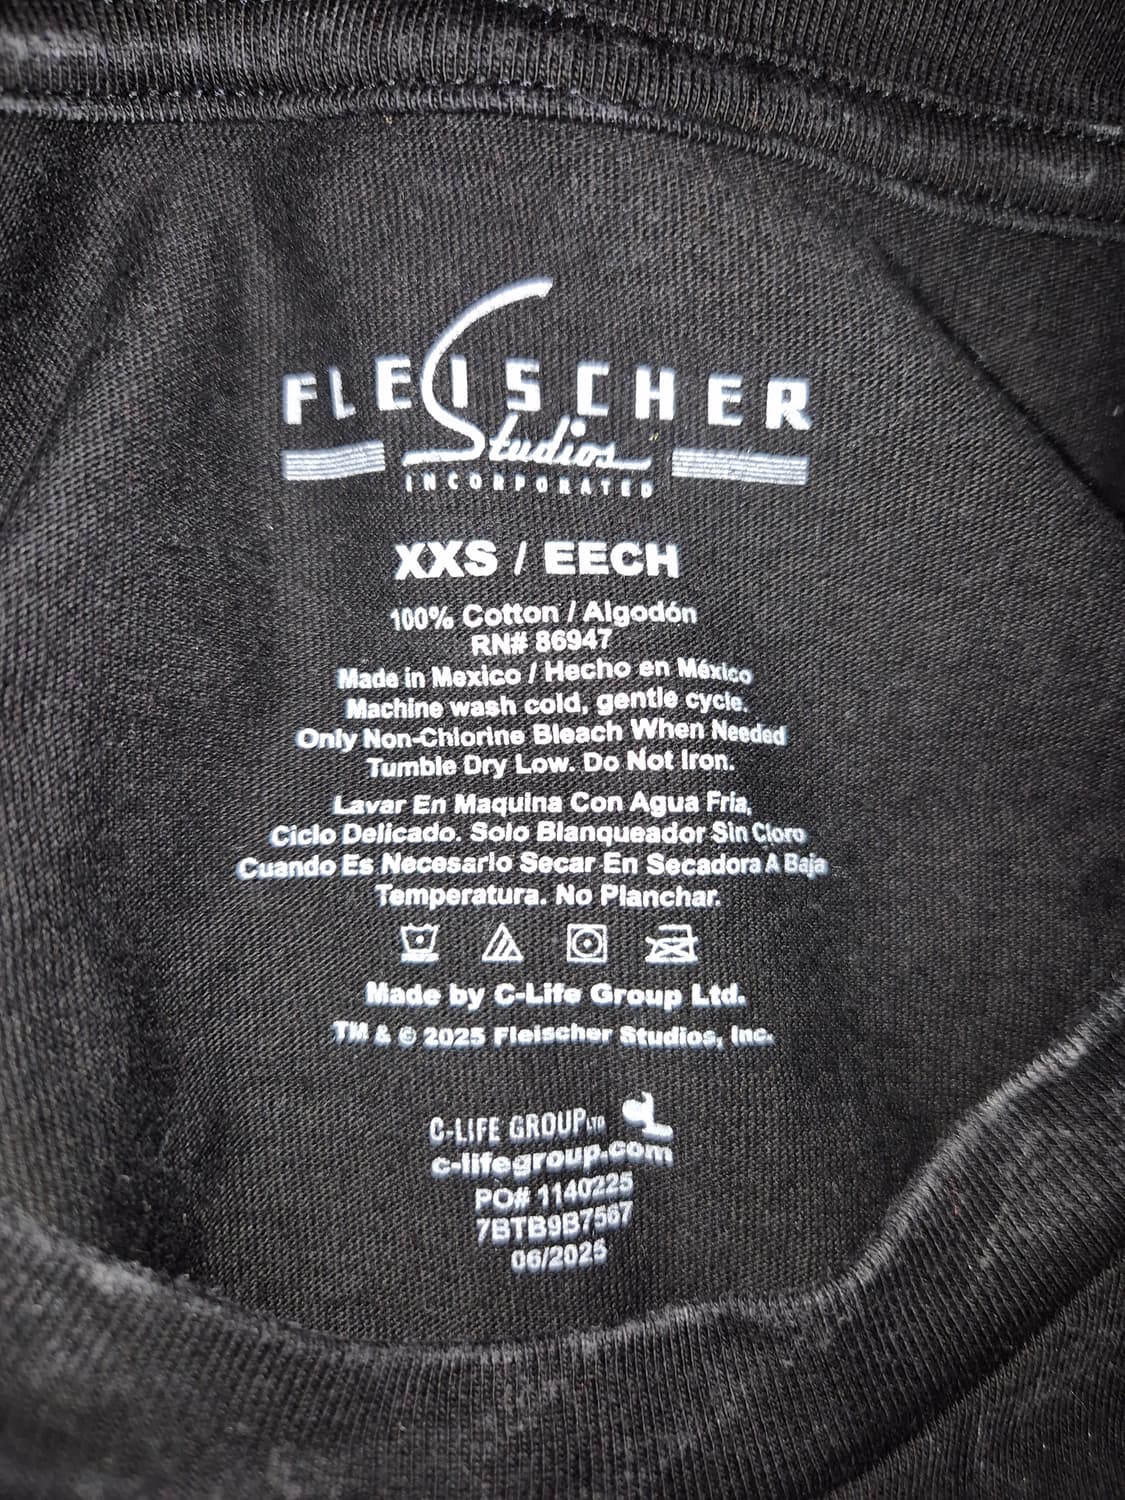 FLEISCHER
Studios
INCORPORATED
XXS / EECH
100% Cotton / Algodón
RN# 86947
Made in Mexico / Hecho en México
Machine wash cold, gentle cycle.
Only Non-Chlorine Bleach When Needed
Tumble Dry Low. Do Not Iron.
Lavar En Maquina Con Agua Fria,
Ciclo Delicado. Solo Blanqueador Sin Cloro
Cuando Es Necesario Secar En Secadora A Baja
Temperatura. No Planchar.
Made by C-Life Group Ltd.
TM & © 2025 Fleischer Studios, Inc.
C-LIFE GROUP LTD
c-lifegroup.com
PO# 1140225
7BTB9B7567
06/2025